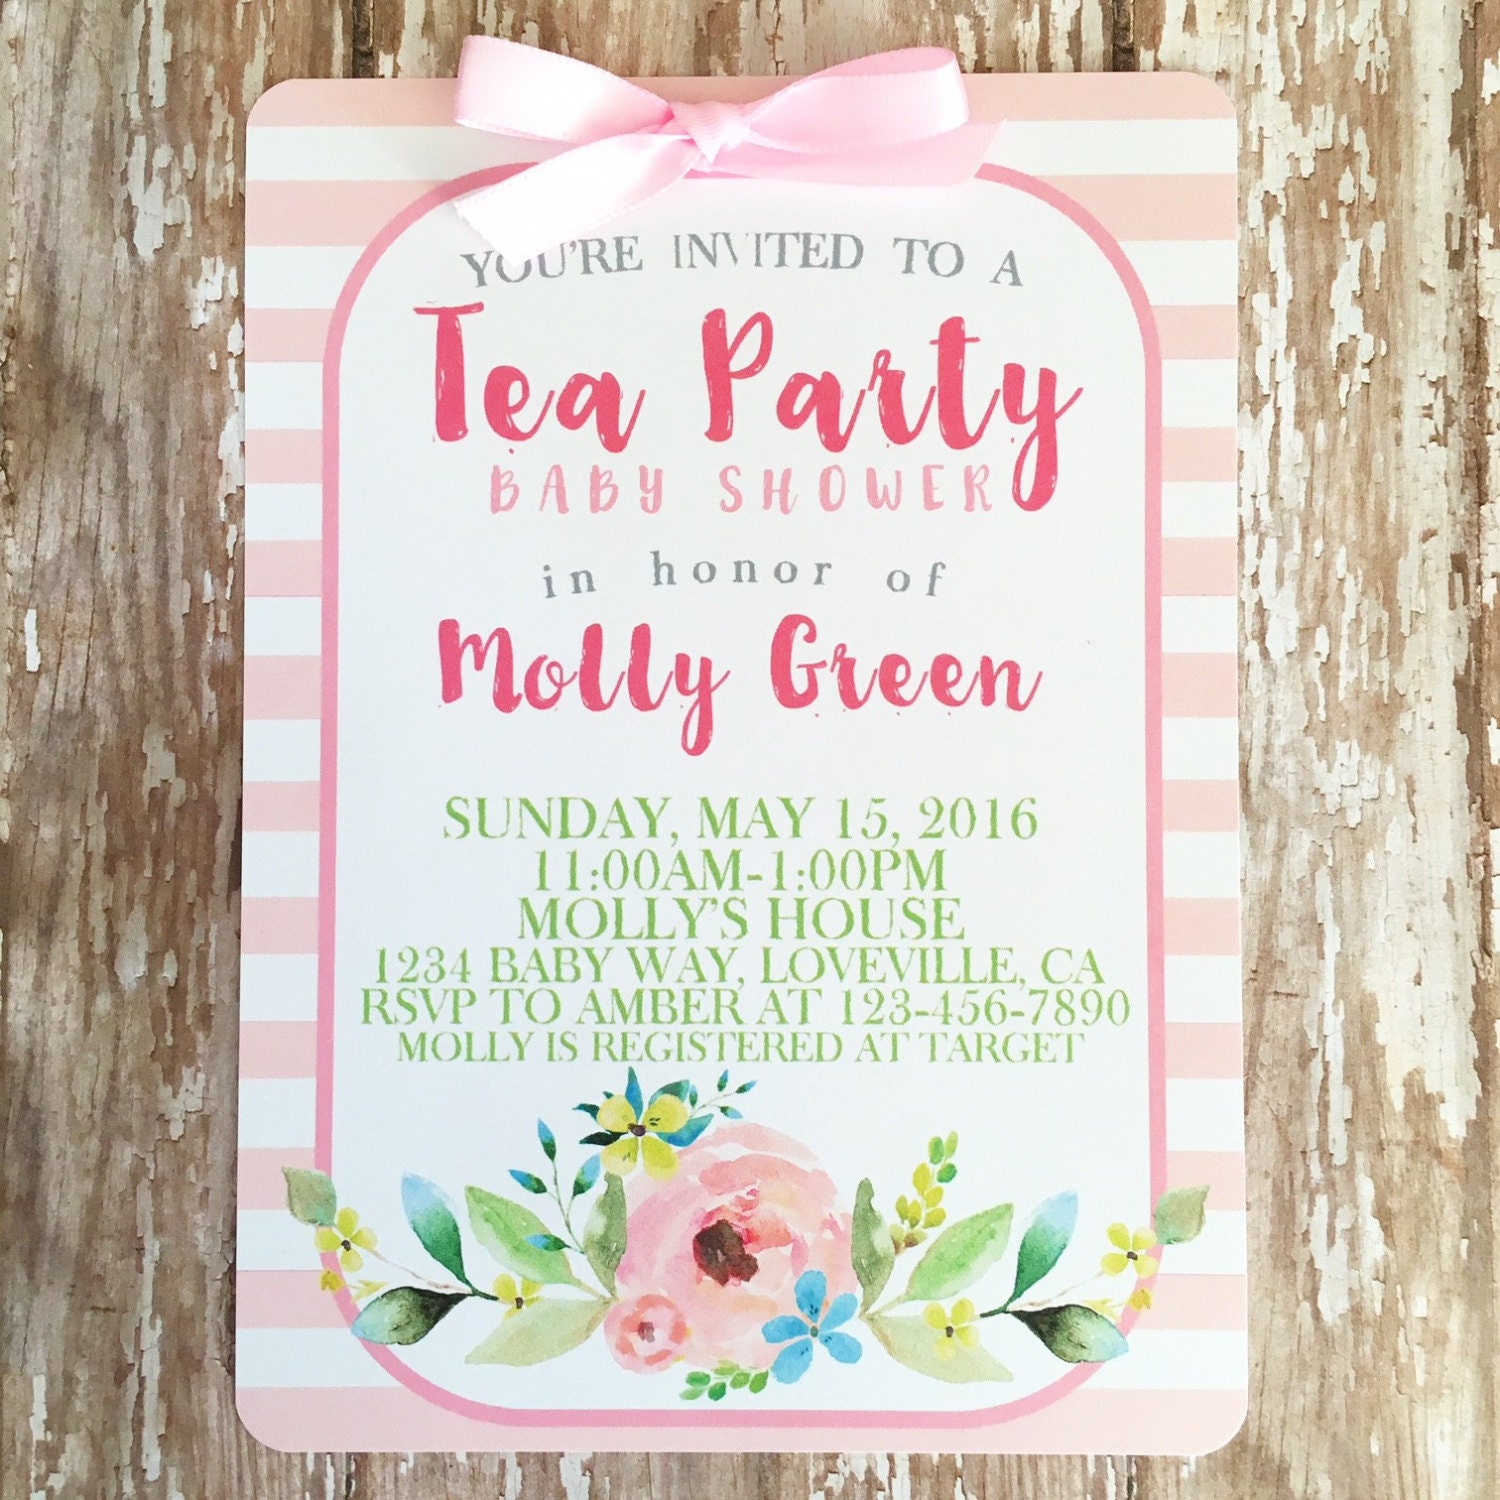 YOU'RE INVITED TO A
Tea Party
BABY SHOWER
in honor of
Molly Green
SUNDAY, MAY 15, 2016
11:00AM-1:00PM
MOLLY'S HOUSE
1234 BABY WAY, LOVEVILLE, CA
RSVP TO AMBER AT 123-456-7890
MOLLY IS REGISTERED AT TARGET